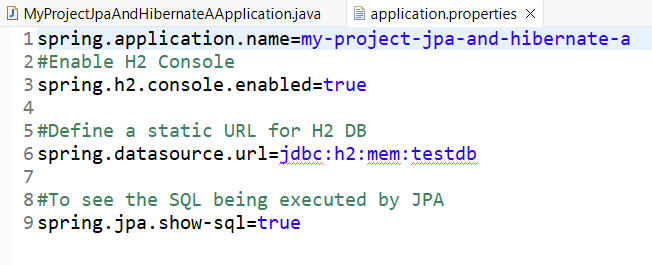 MyProjectJpaAndHibernateAApplication.java application.properties
1 spring.application.name=my-project-jpa-and-hibernate-a
2 #Enable H2 Console
3 spring.h2.console.enabled=true
4
5 #Define a static URL for H2 DB
6 spring.datasource.url=jdbc:h2:mem:testdb
7
8 #To see the SQL being executed by JPA
9 spring.jpa.show-sql=true